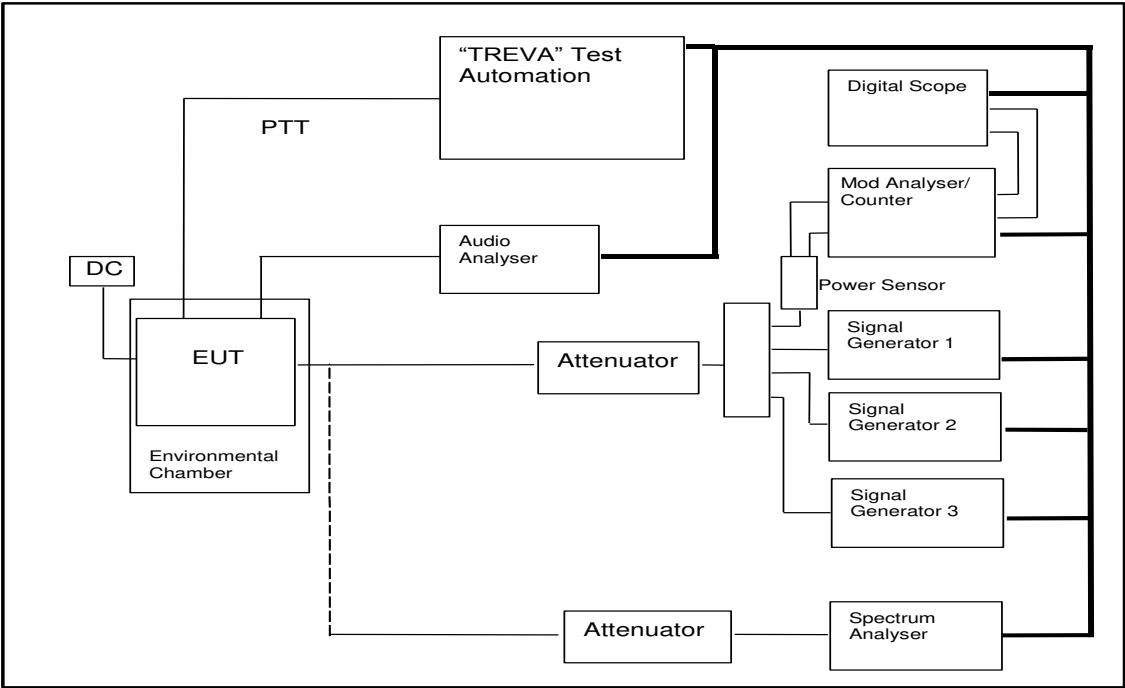 “TREVA” Test
Automation
Digital Scope
PTT
Mod Analyser/
Counter
Audio
Analyser
DC
Power Sensor
EUT
Attenuator
Signal
Generator 1
Signal
Generator 2
Environmental
Chamber
Signal
Generator 3
Attenuator
Spectrum
Analyser